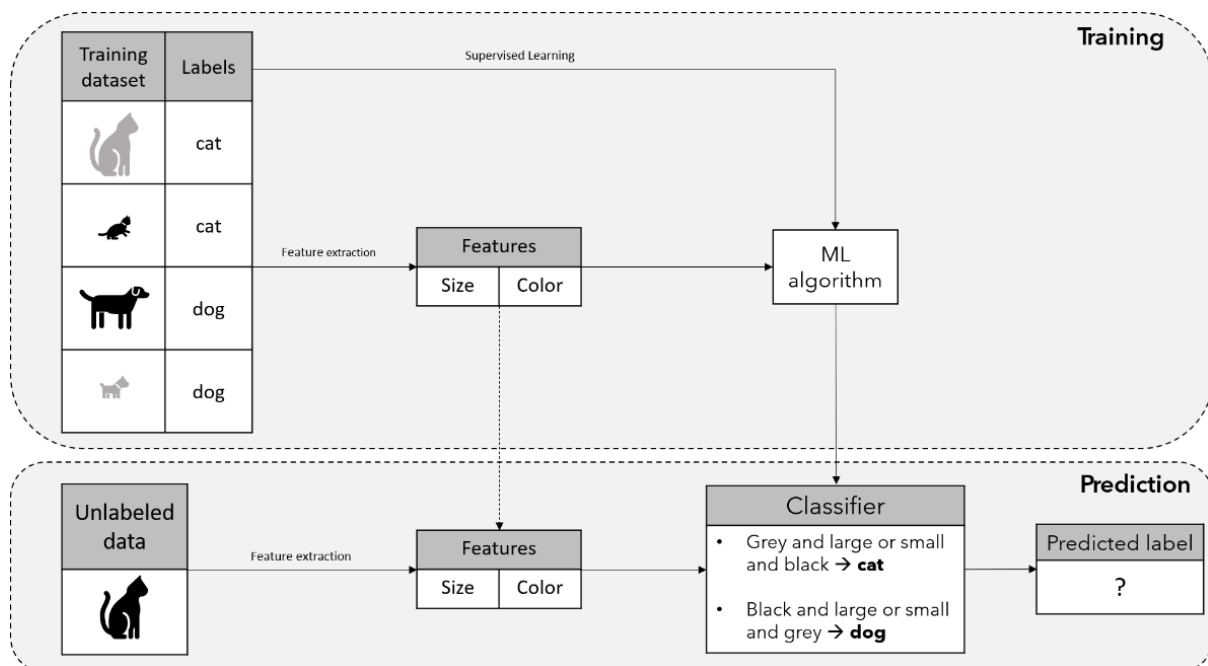 Training
Supervised Learning
Training
dataset
Labels
cat
cat
dog
dog
Feature extraction
Features
Size
Color
ML
algorithm
Prediction
Unlabeled
data
Feature extraction
Features
Size
Color
Classifier
• Grey and large or small
and black → cat
• Black and large or small
and grey → dog
Predicted label
?